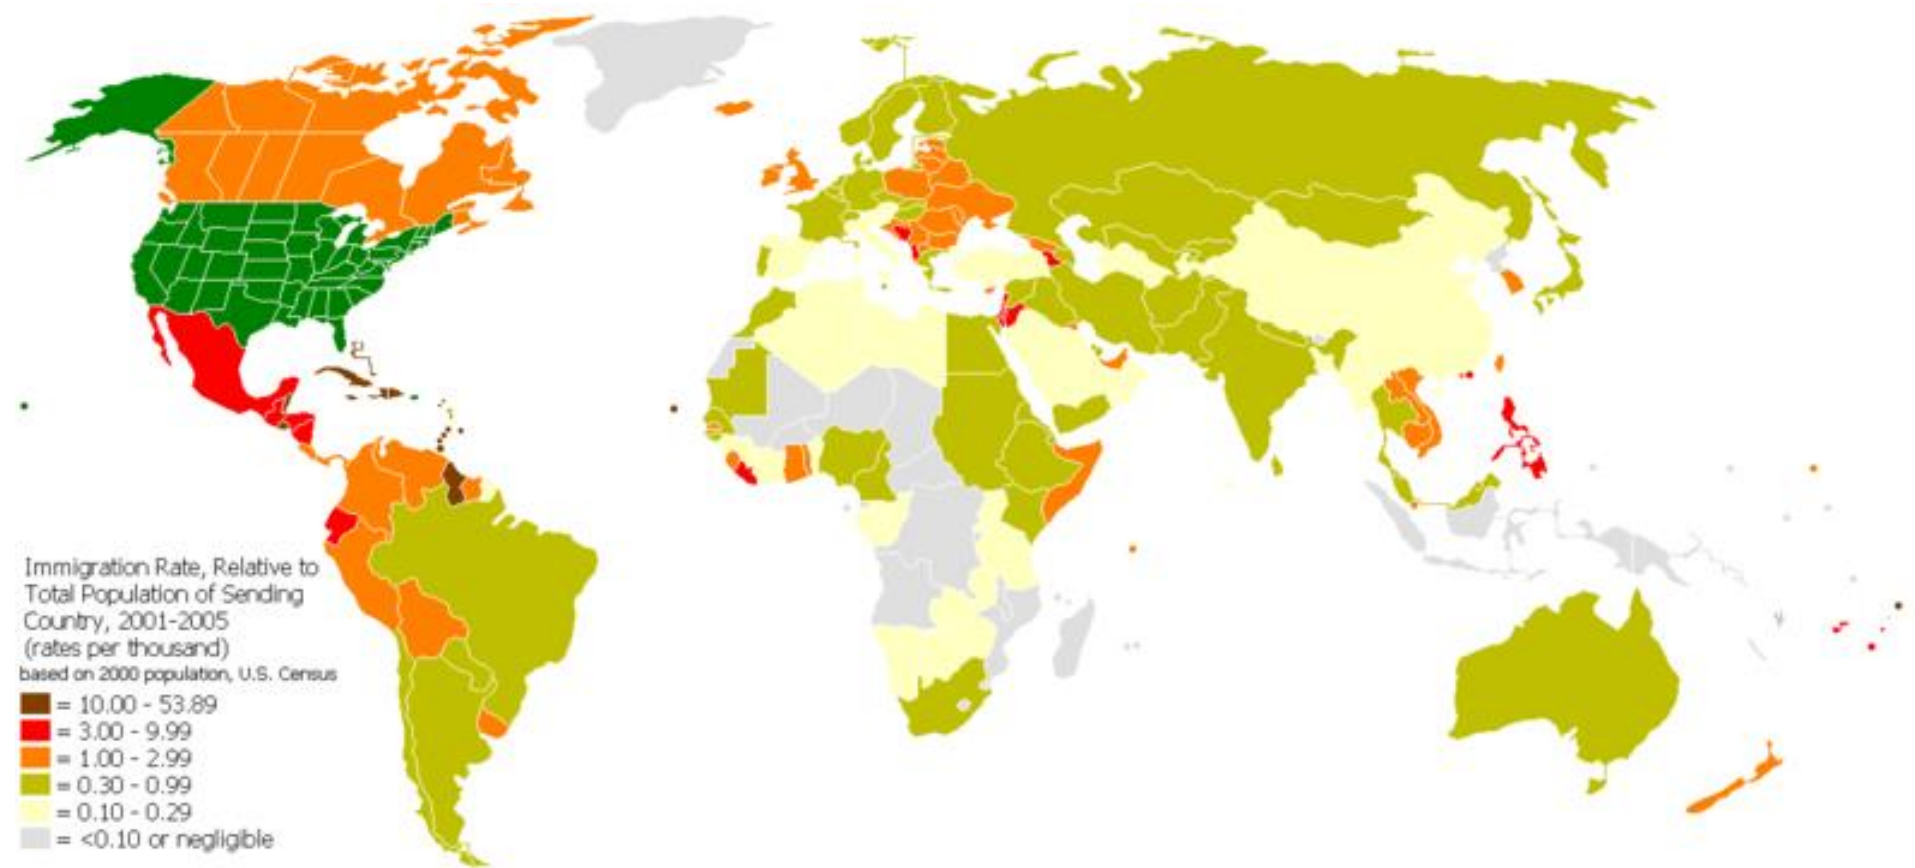 Immigration Rate, Relative to
Total Population of Sending
Country, 2001-2005
(rates per thousand)
based on 2000 population, U.S. Census
= 10.00 - 53.89
= 3.00 - 9.99
= 1.00 - 2.99
= 0.30 - 0.99
= 0.10 - 0.29
= <0.10 or negligible